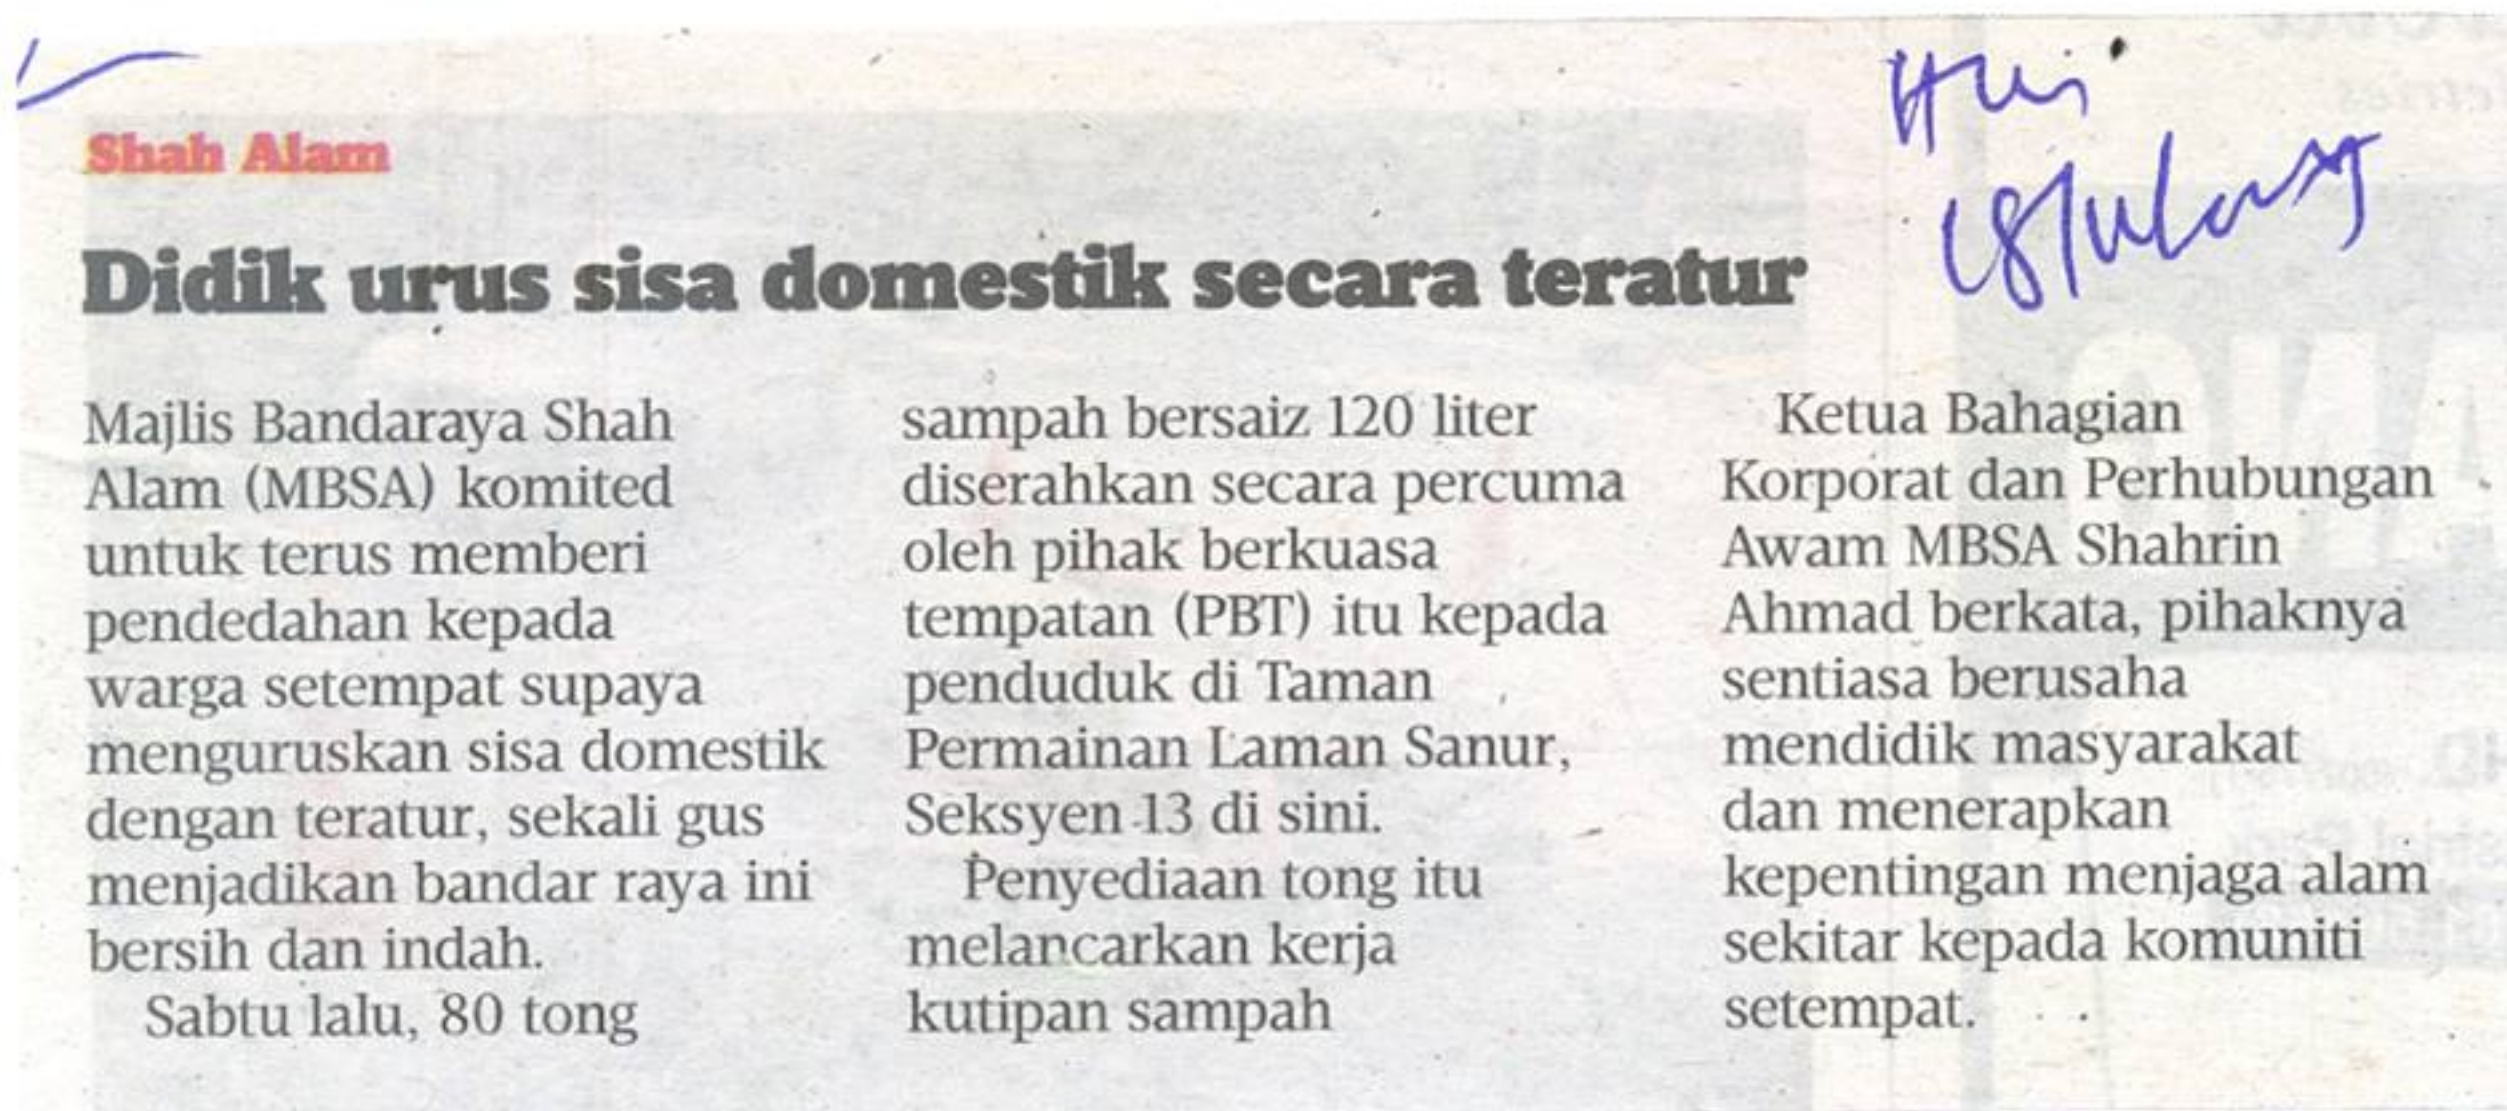 Shah Alam
Didik urus sisa domestik secara teratur
Majlis Bandaraya Shah
Alam (MBSA) komited
untuk terus memberi
pendedahan kepada
warga setempat supaya
menguruskan sisa domestik
dengan teratur, sekali gus
menjadikan bandar raya ini
bersih dan indah.
Sabtu lalu, 80 tong
sampah bersaiz 120 liter
diserahkan secara percuma
oleh pihak berkuasa
tempatan (PBT) itu kepada
penduduk di Taman
Permainan Laman Sanur,
Seksyen 13 di sini.
Penyediaan tong itu
melancarkan kerja
kutipan sampah
Ketua Bahagian
Korporat dan Perhubungan
Awam MBSA Shahrin
Ahmad berkata, pihaknya
sentiasa berusaha
mendidik masyarakat
dan menerapkan
kepentingan menjaga alam
sekitar kepada komuniti
setempat.